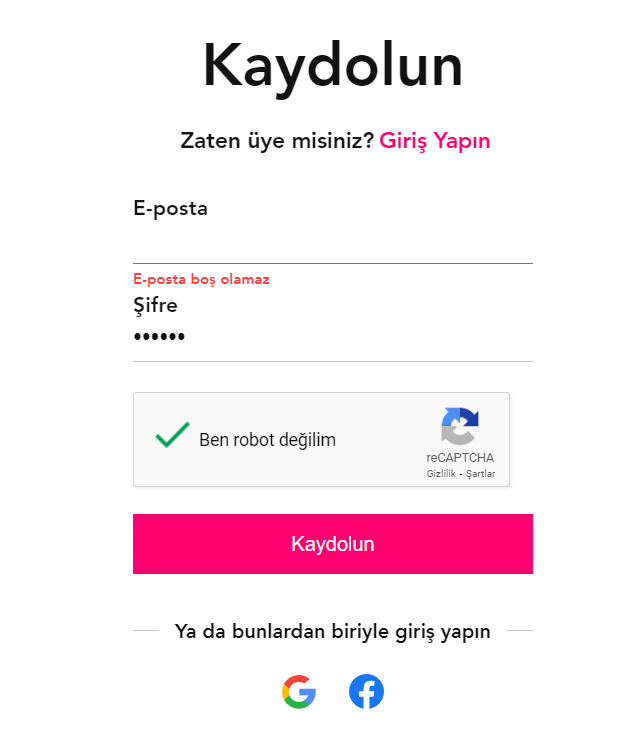 Kaydolun
Zaten üye misiniz? Giriş Yapın
E-posta
E-posta boş olamaz
Şifre
••••••
Ben robot değilim
reCAPTCHA
Gizlilik - Şartlar
Kaydolun
Ya da bunlardan biriyle giriş yapın